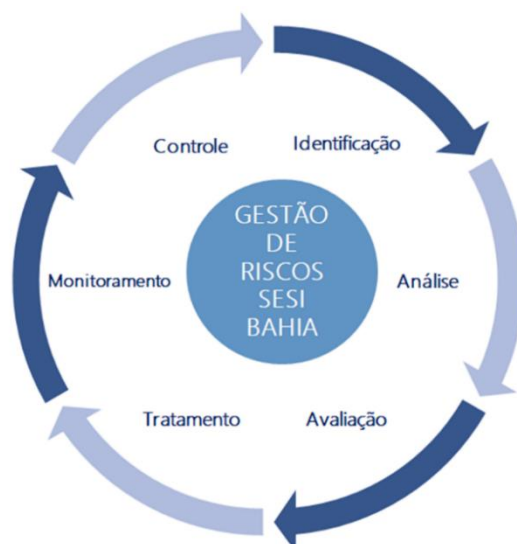 Controle
Identificação
GESTÃO
DE
RISCOS
SESI
BAHIA
Monitoramento
Análise
Tratamento
Avaliação